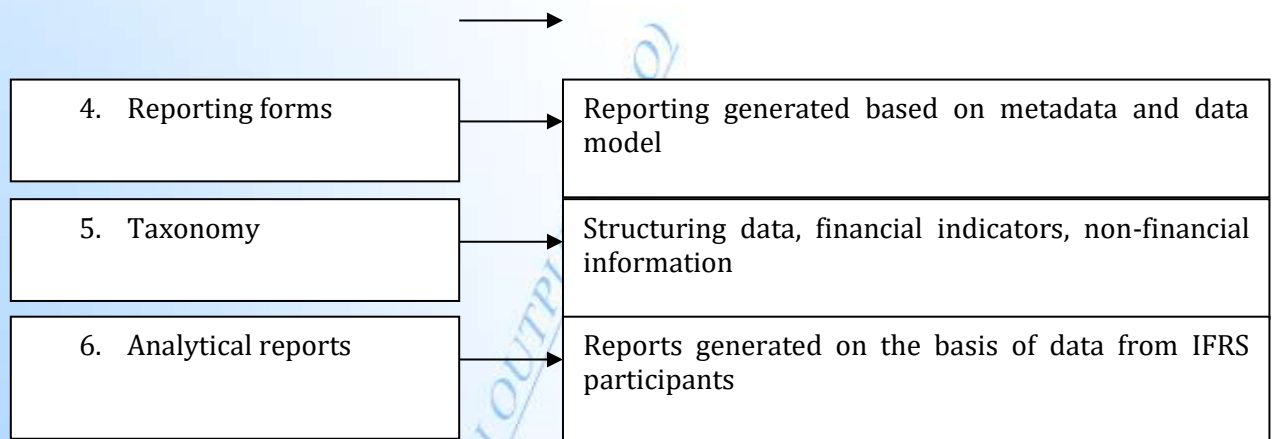 4. Reporting forms
Reporting generated based on metadata and data
model
5. Taxonomy
Structuring data, financial indicators, non-financial
information
6. Analytical reports
Reports generated on the basis of data from IFRS
participants